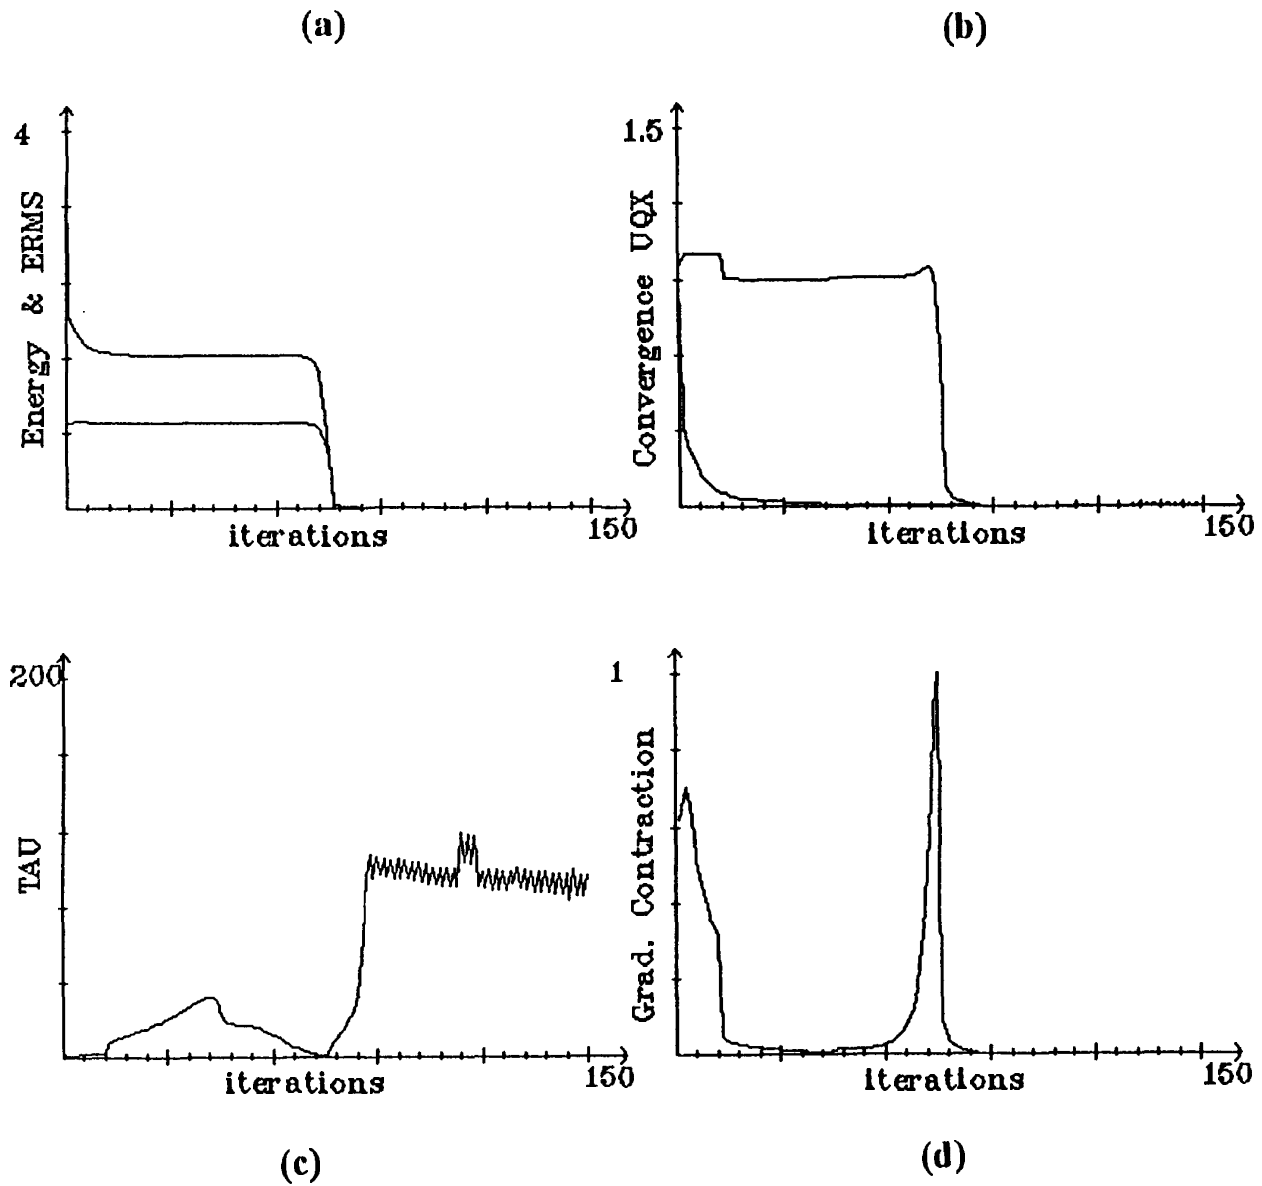 (a)
(b)
4
Energy & ERMS
iterations
150
1.5
Convergence UQX
iterations
150
200
TAU
iterations
150
1
Grad. Contraction
iterations
150
(c)
(d)